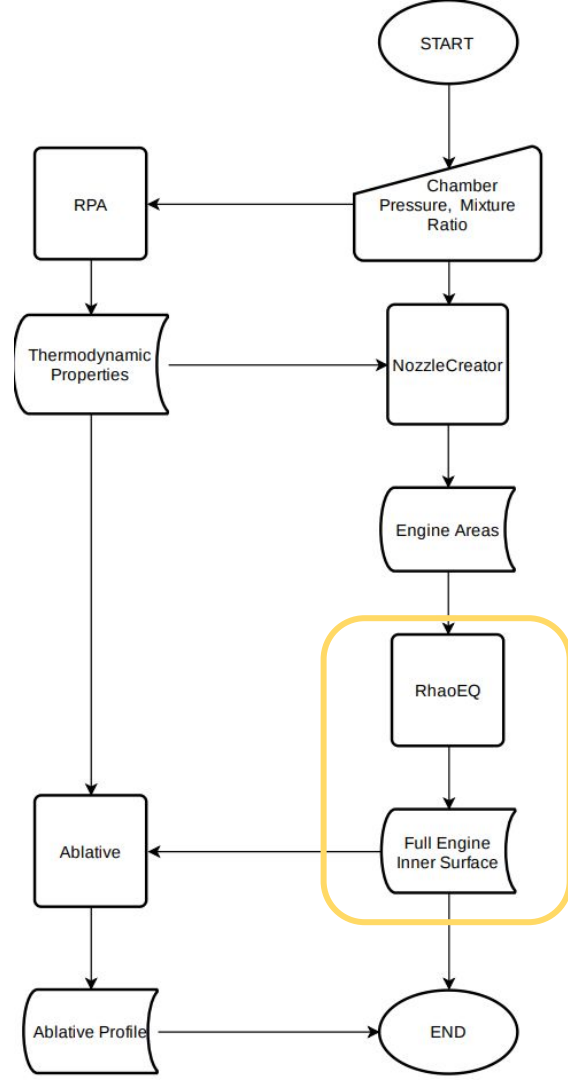 START
Chamber
Pressure, Mixture
Ratio
RPA
Thermodynamic
Properties
NozzleCreator
Engine Areas
RhaoEQ
Full Engine
Inner Surface
Ablative
Ablative Profile
END